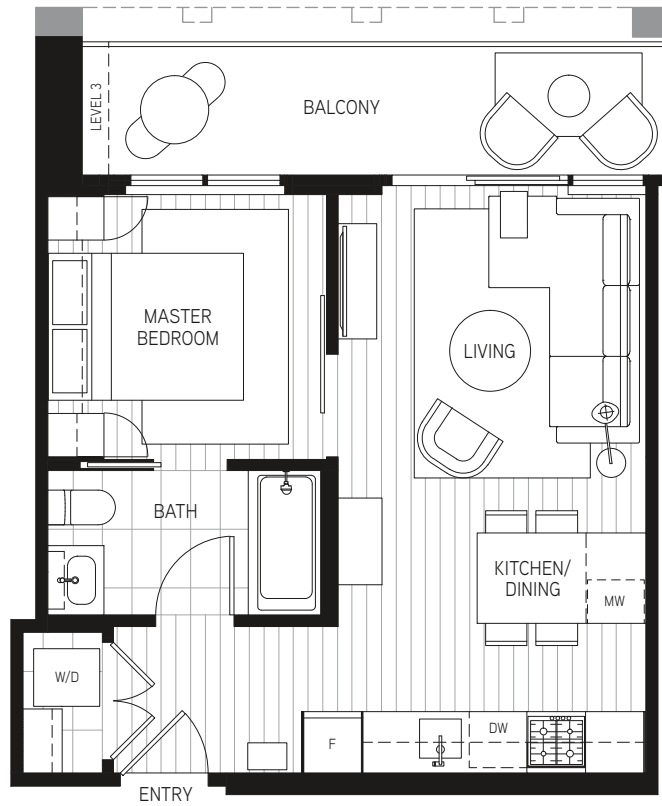 LEVEL 3
BALCONY
MASTER
BEDROOM
LIVING
BATH
KITCHEN/
DINING
MW
W/D
F
DW
ENTRY